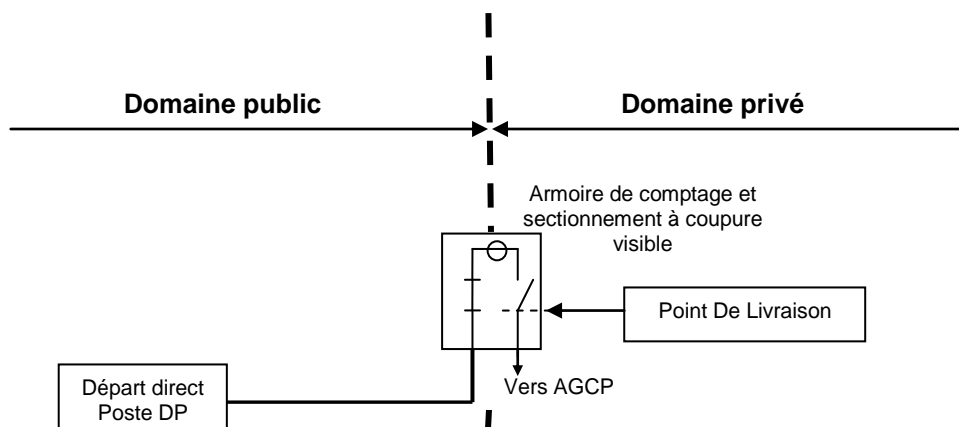 Domaine public
Domaine privé
Armoire de comptage et
sectionnement à coupure
visible
Point De Livraison
Vers AGCP
Départ direct
Poste DP